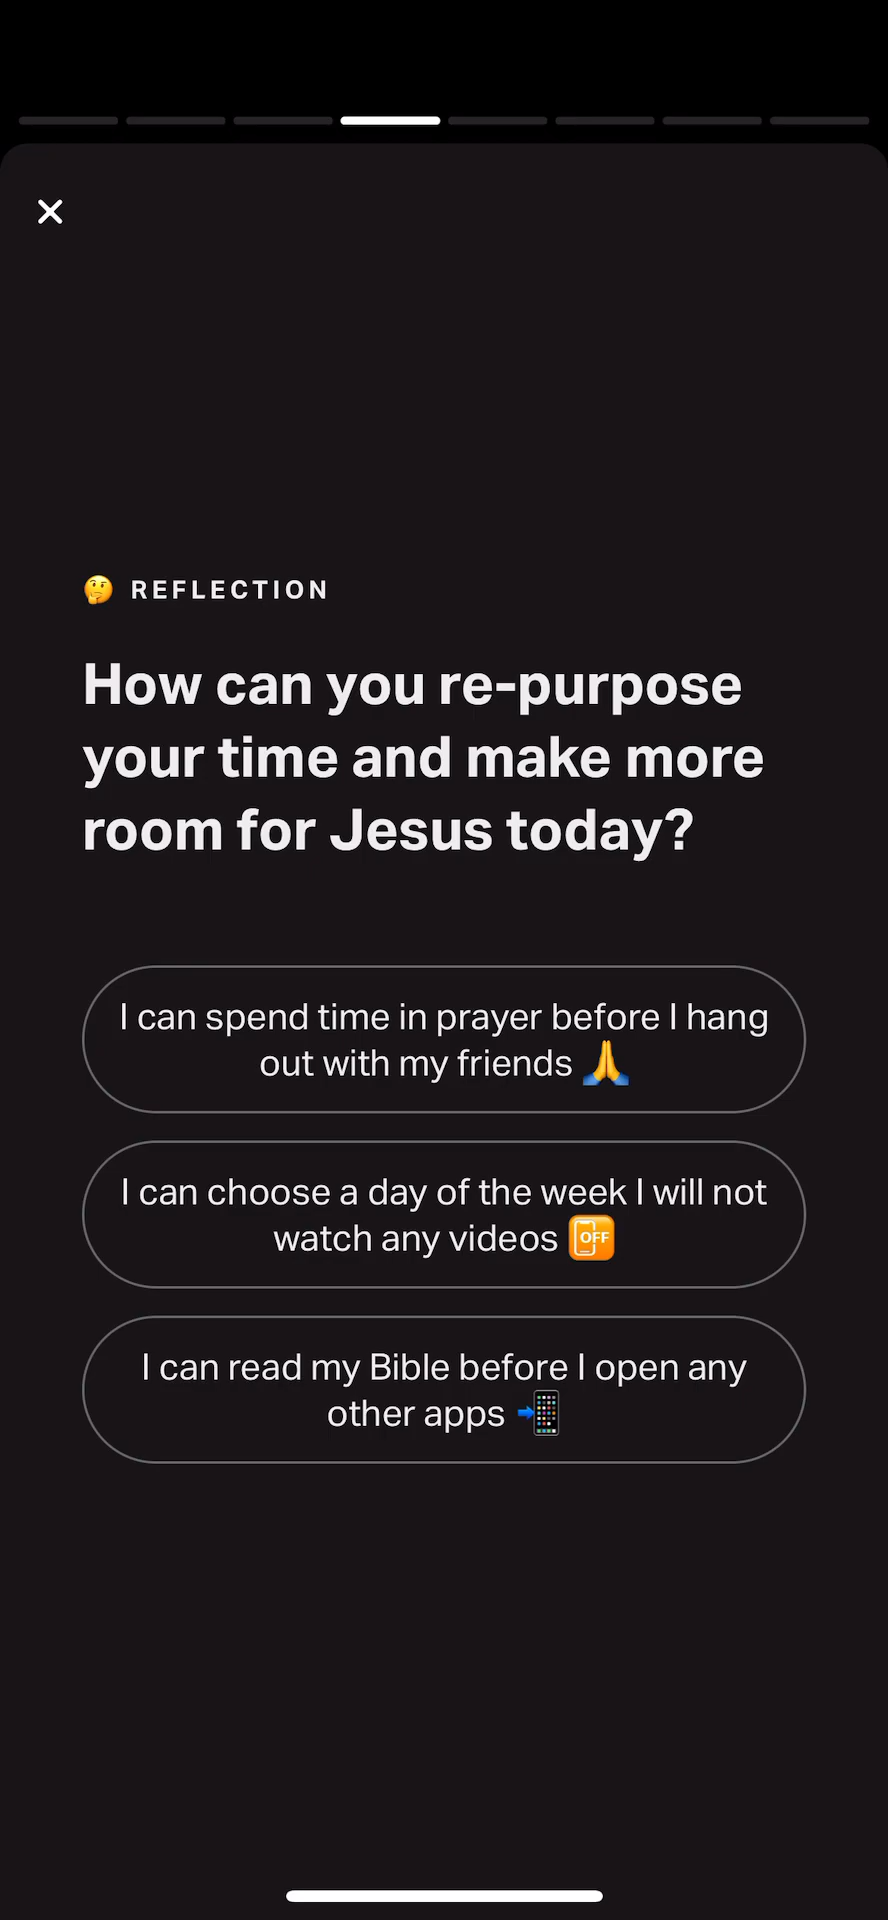 🤔 REFLECTION
How can you re-purpose
your time and make more
room for Jesus today?
I can spend time in prayer before I hang
out with my friends 🙏
I can choose a day of the week I will not
watch any videos 📴
OFF
I can read my Bible before I open any
other apps 📲